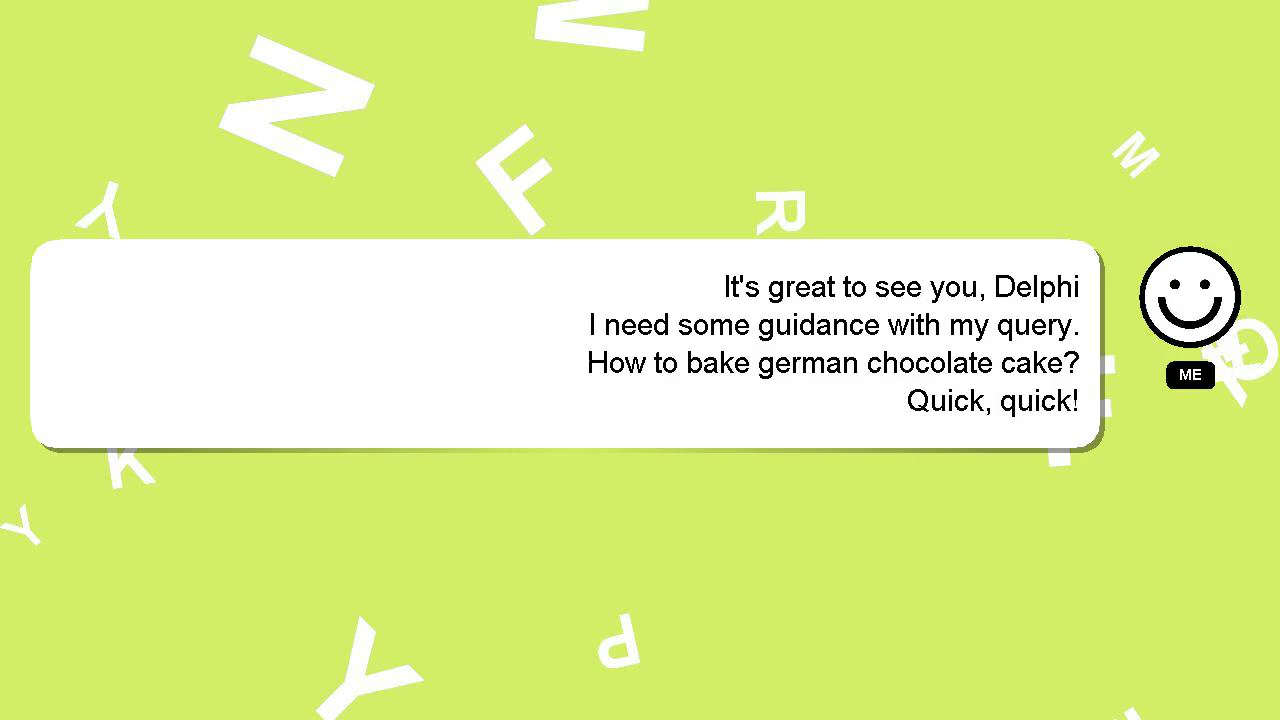 It's great to see you, Delphi
I need some guidance with my query.
How to bake german chocolate cake?
Quick, quick!
ME
N
N
F
Y
R
M
K
Y
Y
P